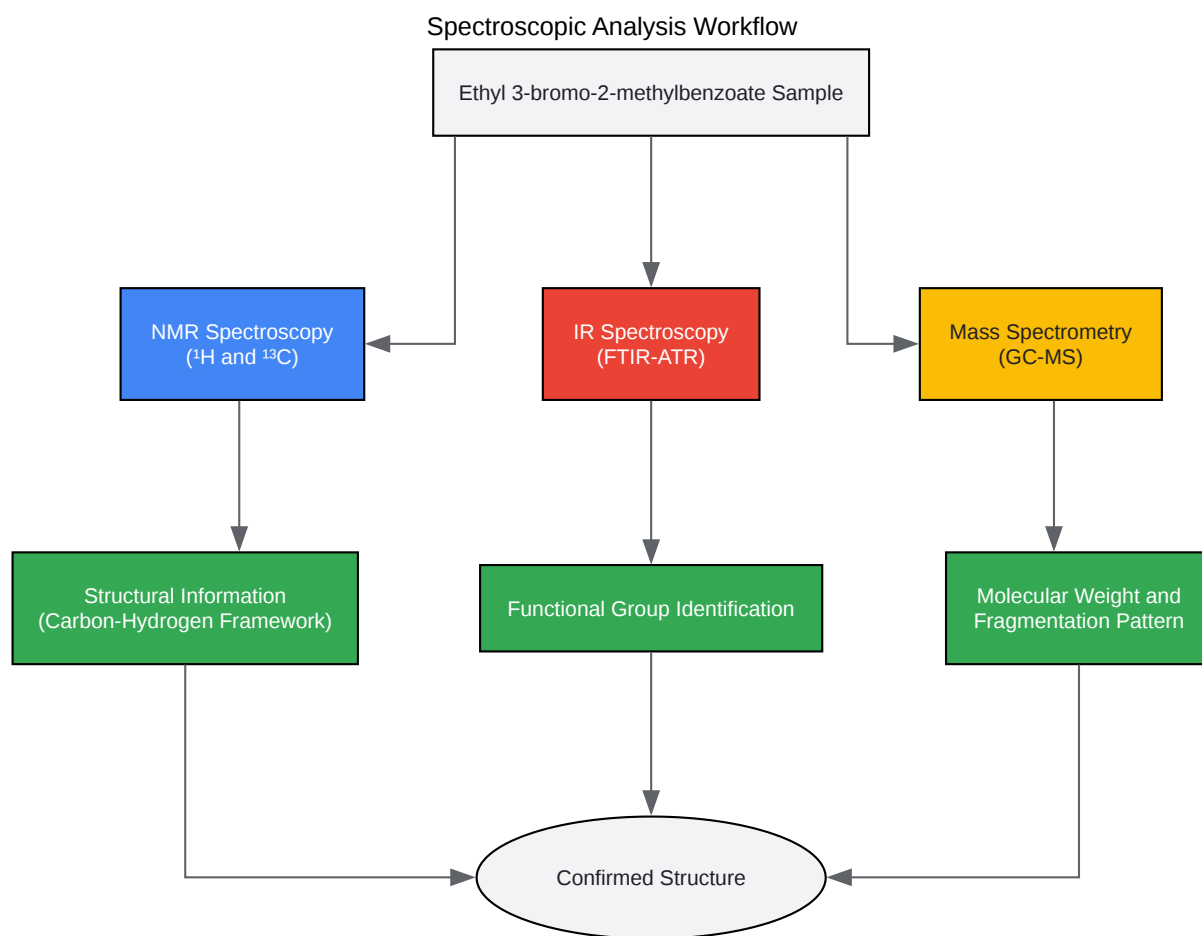 Spectroscopic Analysis Workflow
Ethyl 3-bromo-2-methylbenzoate Sample
NMR Spectroscopy
(¹H and ¹³C)
IR Spectroscopy
(FTIR-ATR)
Mass Spectrometry
(GC-MS)
Structural Information
(Carbon-Hydrogen Framework)
Functional Group Identification
Molecular Weight and
Fragmentation Pattern
Confirmed Structure